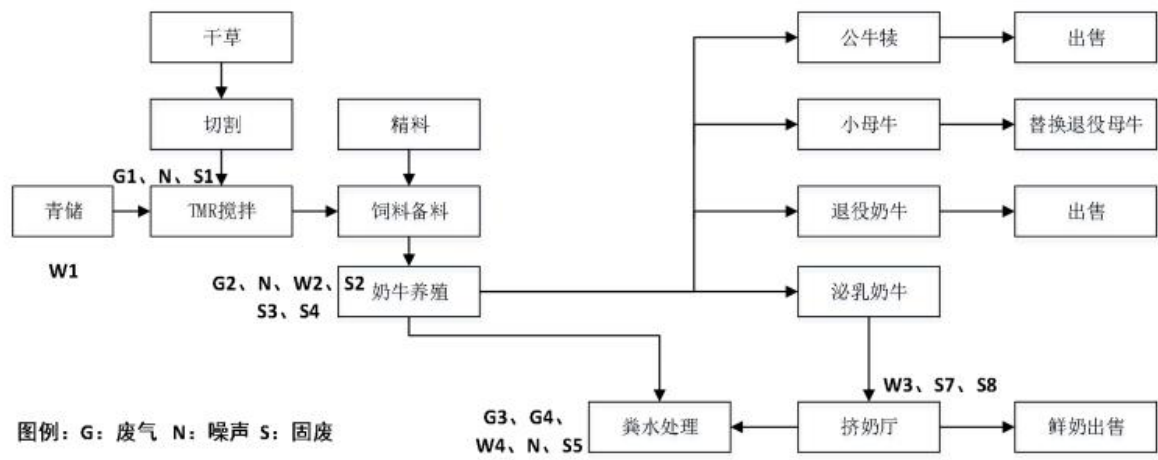 干草
公牛犊
出售
切割
精料
小母牛
替换退役母牛
G1、N、S1
青储
TMR搅拌
饲料备料
退役奶牛
出售
W1
G2、N、W2、S2
S3、S4
奶牛养殖
泌乳奶牛
W3、S7、S8
G3、G4、
W4、N、S5
粪水处理
挤奶厅
鲜奶出售
图例：G：废气 N：噪声 S：固废